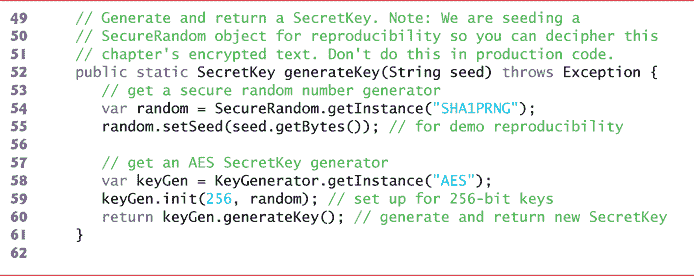 49 // Generate and return a SecretKey. Note: We are seeding a
50 // SecureRandom object for reproducibility so you can decipher this
51 // chapter's encrypted text. Don't do this in production code.
52 public static SecretKey generateKey(String seed) throws Exception {
53 // get a secure random number generator
54 var random = SecureRandom.getInstance("SHA1PRNG");
55 random.setSeed(seed.getBytes()); // for demo reproducibility
56
57 // get an AES SecretKey generator
58 var keyGen = KeyGenerator.getInstance("AES");
59 keyGen.init(256, random); // set up for 256-bit keys
60 return keyGen.generateKey(); // generate and return new SecretKey
61 }
62